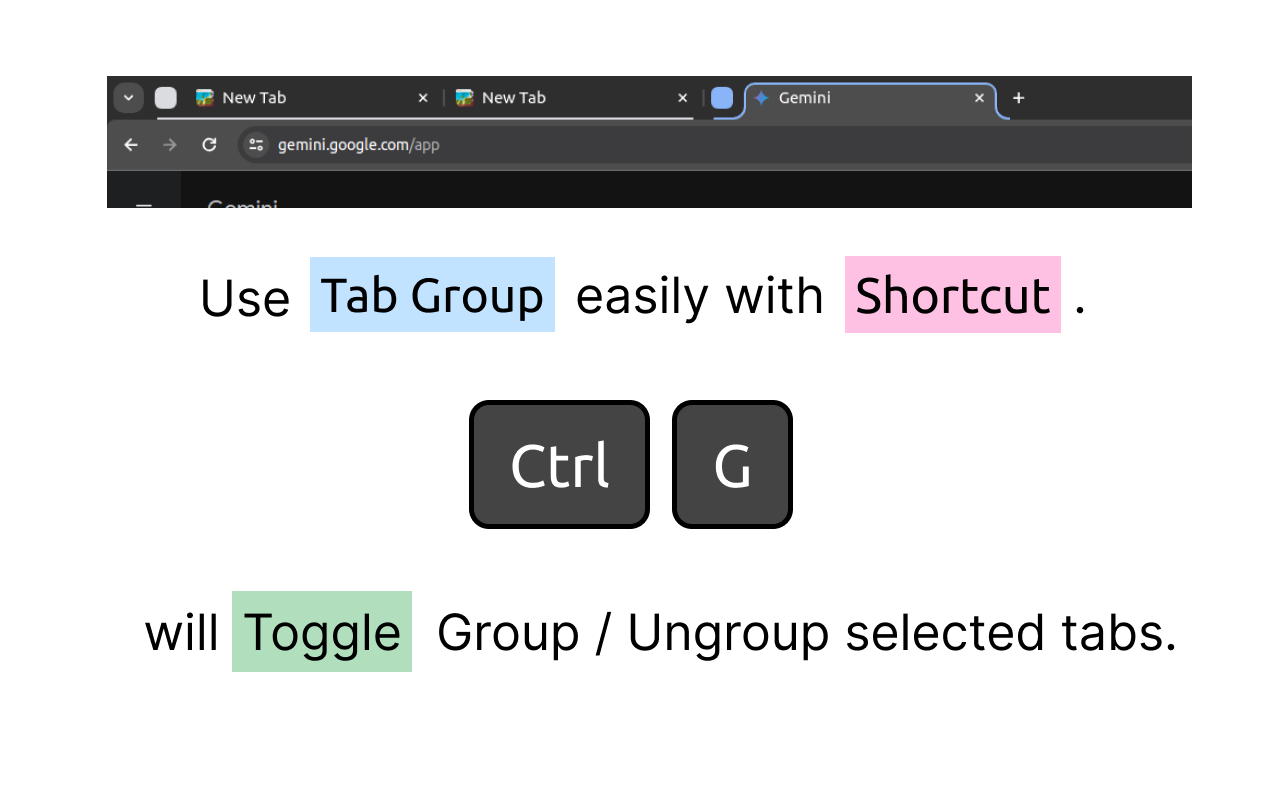 New Tab New Tab Gemini
gemini.google.com/app
Gemini
Use Tab Group easily with Shortcut .
Ctrl G
will Toggle Group / Ungroup selected tabs.